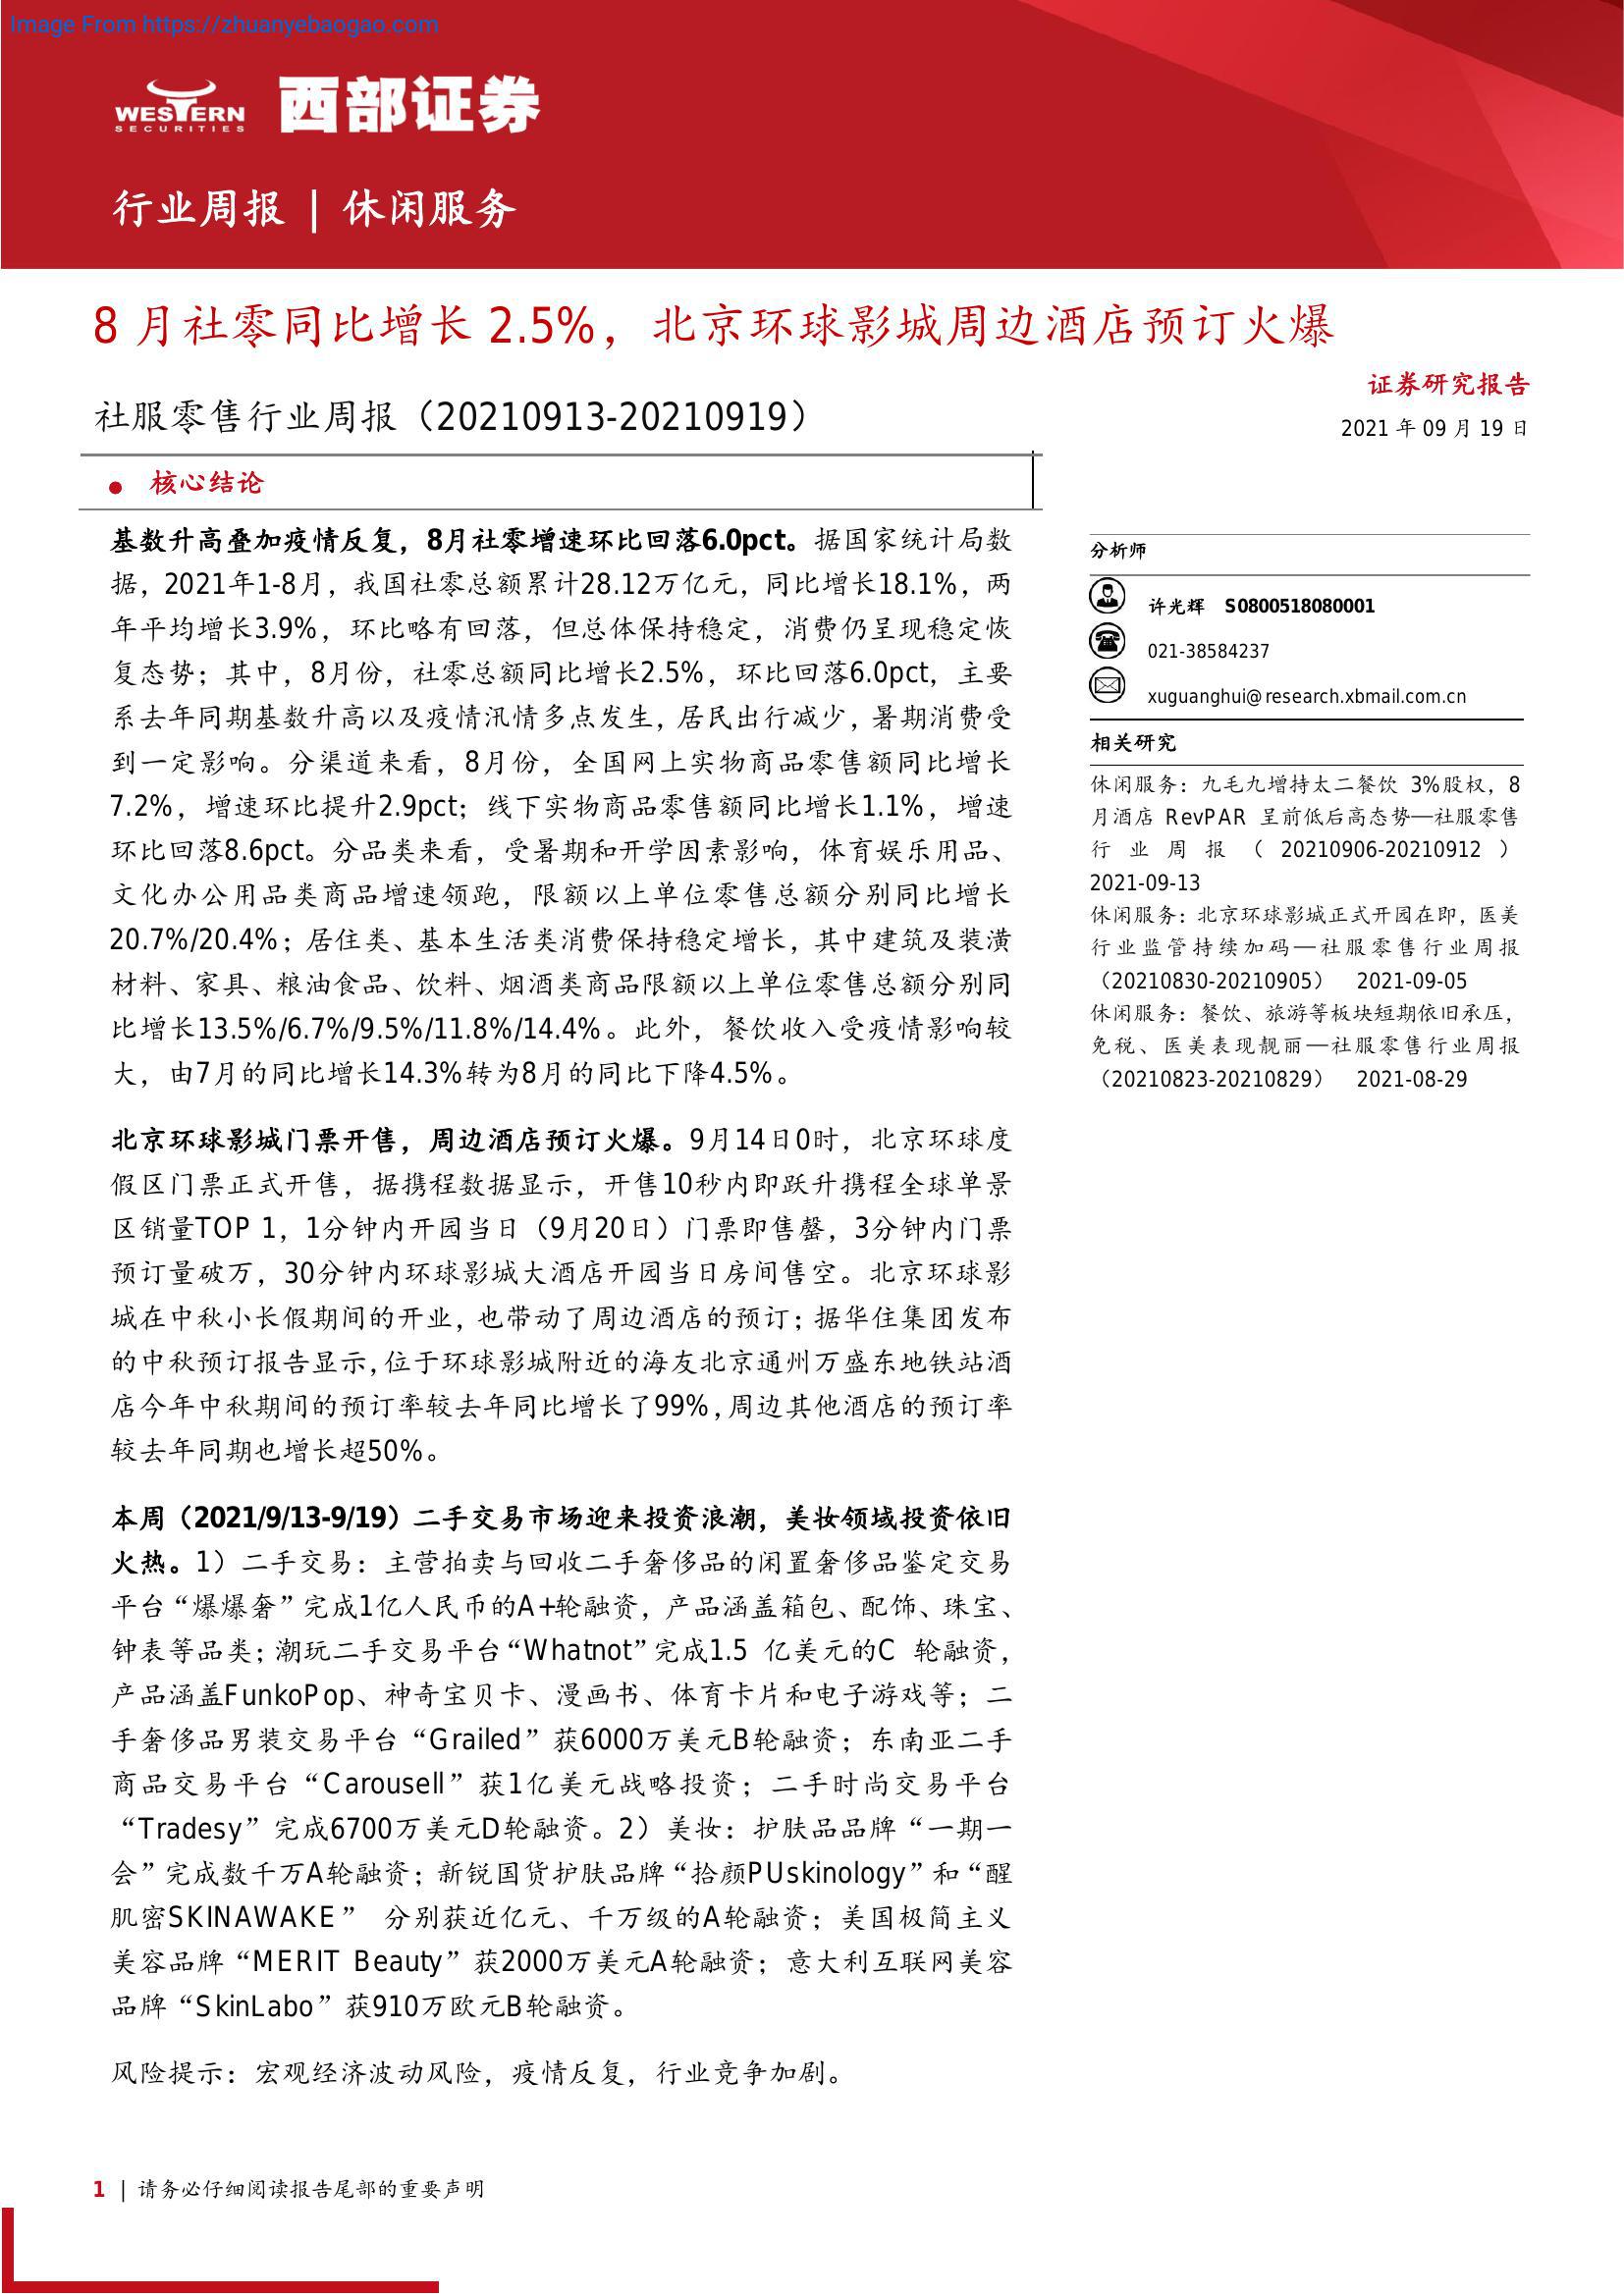 Image From https://zhuanyebaogao.com
WESTERN
SECURITIES
西部证券
行业周报 | 休闲服务
8 月社零同比增长 2.5%，北京环球影城周边酒店预订火爆
社服零售行业周报（20210913-20210919）
证券研究报告
2021 年 09 月 19 日
● 核心结论
基数升高叠加疫情反复，8月社零增速环比回落6.0pct。据国家统计局数
据，2021年1-8月，我国社零总额累计28.12万亿元，同比增长18.1%，两
年平均增长3.9%，环比略有回落，但总体保持稳定，消费仍呈现稳定恢
复态势；其中，8月份，社零总额同比增长2.5%，环比回落6.0pct，主要
系去年同期基数升高以及疫情汛情多点发生，居民出行减少，暑期消费受
到一定影响。分渠道来看，8月份，全国网上实物商品零售额同比增长
7.2%，增速环比提升2.9pct；线下实物商品零售额同比增长1.1%，增速
环比回落8.6pct。分品类来看，受暑期和开学因素影响，体育娱乐用品、
文化办公用品类商品增速领跑，限额以上单位零售总额分别同比增长
20.7%/20.4%；居住类、基本生活类消费保持稳定增长，其中建筑及装潢
材料、家具、粮油食品、饮料、烟酒类商品限额以上单位零售总额分别同
比增长13.5%/6.7%/9.5%/11.8%/14.4%。此外，餐饮收入受疫情影响较
大，由7月的同比增长14.3%转为8月的同比下降4.5%。
北京环球影城门票开售，周边酒店预订火爆。9月14日0时，北京环球度
假区门票正式开售，据携程数据显示，开售10秒内即跃升携程全球单景
区销量TOP 1，1分钟内开园当日（9月20日）门票即售罄，3分钟内门票
预订量破万，30分钟内环球影城大酒店开园当日房间售空。北京环球影
城在中秋小长假期间的开业，也带动了周边酒店的预订；据华住集团发布
的中秋预订报告显示，位于环球影城附近的海友北京通州万盛东地铁站酒
店今年中秋期间的预订率较去年同比增长了99%，周边其他酒店的预订率
较去年同期也增长超50%。
本周（2021/9/13-9/19）二手交易市场迎来投资浪潮，美妆领域投资依旧
火热。1）二手交易：主营拍卖与回收二手奢侈品的闲置奢侈品鉴定交易
平台“爆爆奢”完成1亿人民币的A+轮融资，产品涵盖箱包、配饰、珠宝、
钟表等品类；潮玩二手交易平台“Whatnot”完成1.5 亿美元的C 轮融资，
产品涵盖FunkoPop、神奇宝贝卡、漫画书、体育卡片和电子游戏等；二
手奢侈品男装交易平台“Grailed”获6000万美元B轮融资；东南亚二手
商品交易平台“Carousell”获1亿美元战略投资；二手时尚交易平台
“Tradesy”完成6700万美元D轮融资。2）美妆：护肤品品牌“一期一
会”完成数千万A轮融资；新锐国货护肤品牌“拾颜PUskinology”和“醒
肌密SKINAWAKE” 分别获近亿元、千万级的A轮融资；美国极简主义
美容品牌“MERIT Beauty”获2000万美元A轮融资；意大利互联网美容
品牌“SkinLabo”获910万欧元B轮融资。
风险提示：宏观经济波动风险，疫情反复，行业竞争加剧。
分析师
许光辉 S0800518080001
021-38584237
xuguanghui@research.xbmail.com.cn
相关研究
休闲服务：九毛九增持太二餐饮 3%股权，8
月酒店 RevPAR 呈前低后高态势—社服零售
行业周报（20210906-20210912）
2021-09-13
休闲服务：北京环球影城正式开园在即，医美
行业监管持续加码—社服零售行业周报
（20210830-20210905） 2021-09-05
休闲服务：餐饮、旅游等板块短期依旧承压，
免税、医美表现靓丽—社服零售行业周报
（20210823-20210829） 2021-08-29
1 | 请务必仔细阅读报告尾部的重要声明